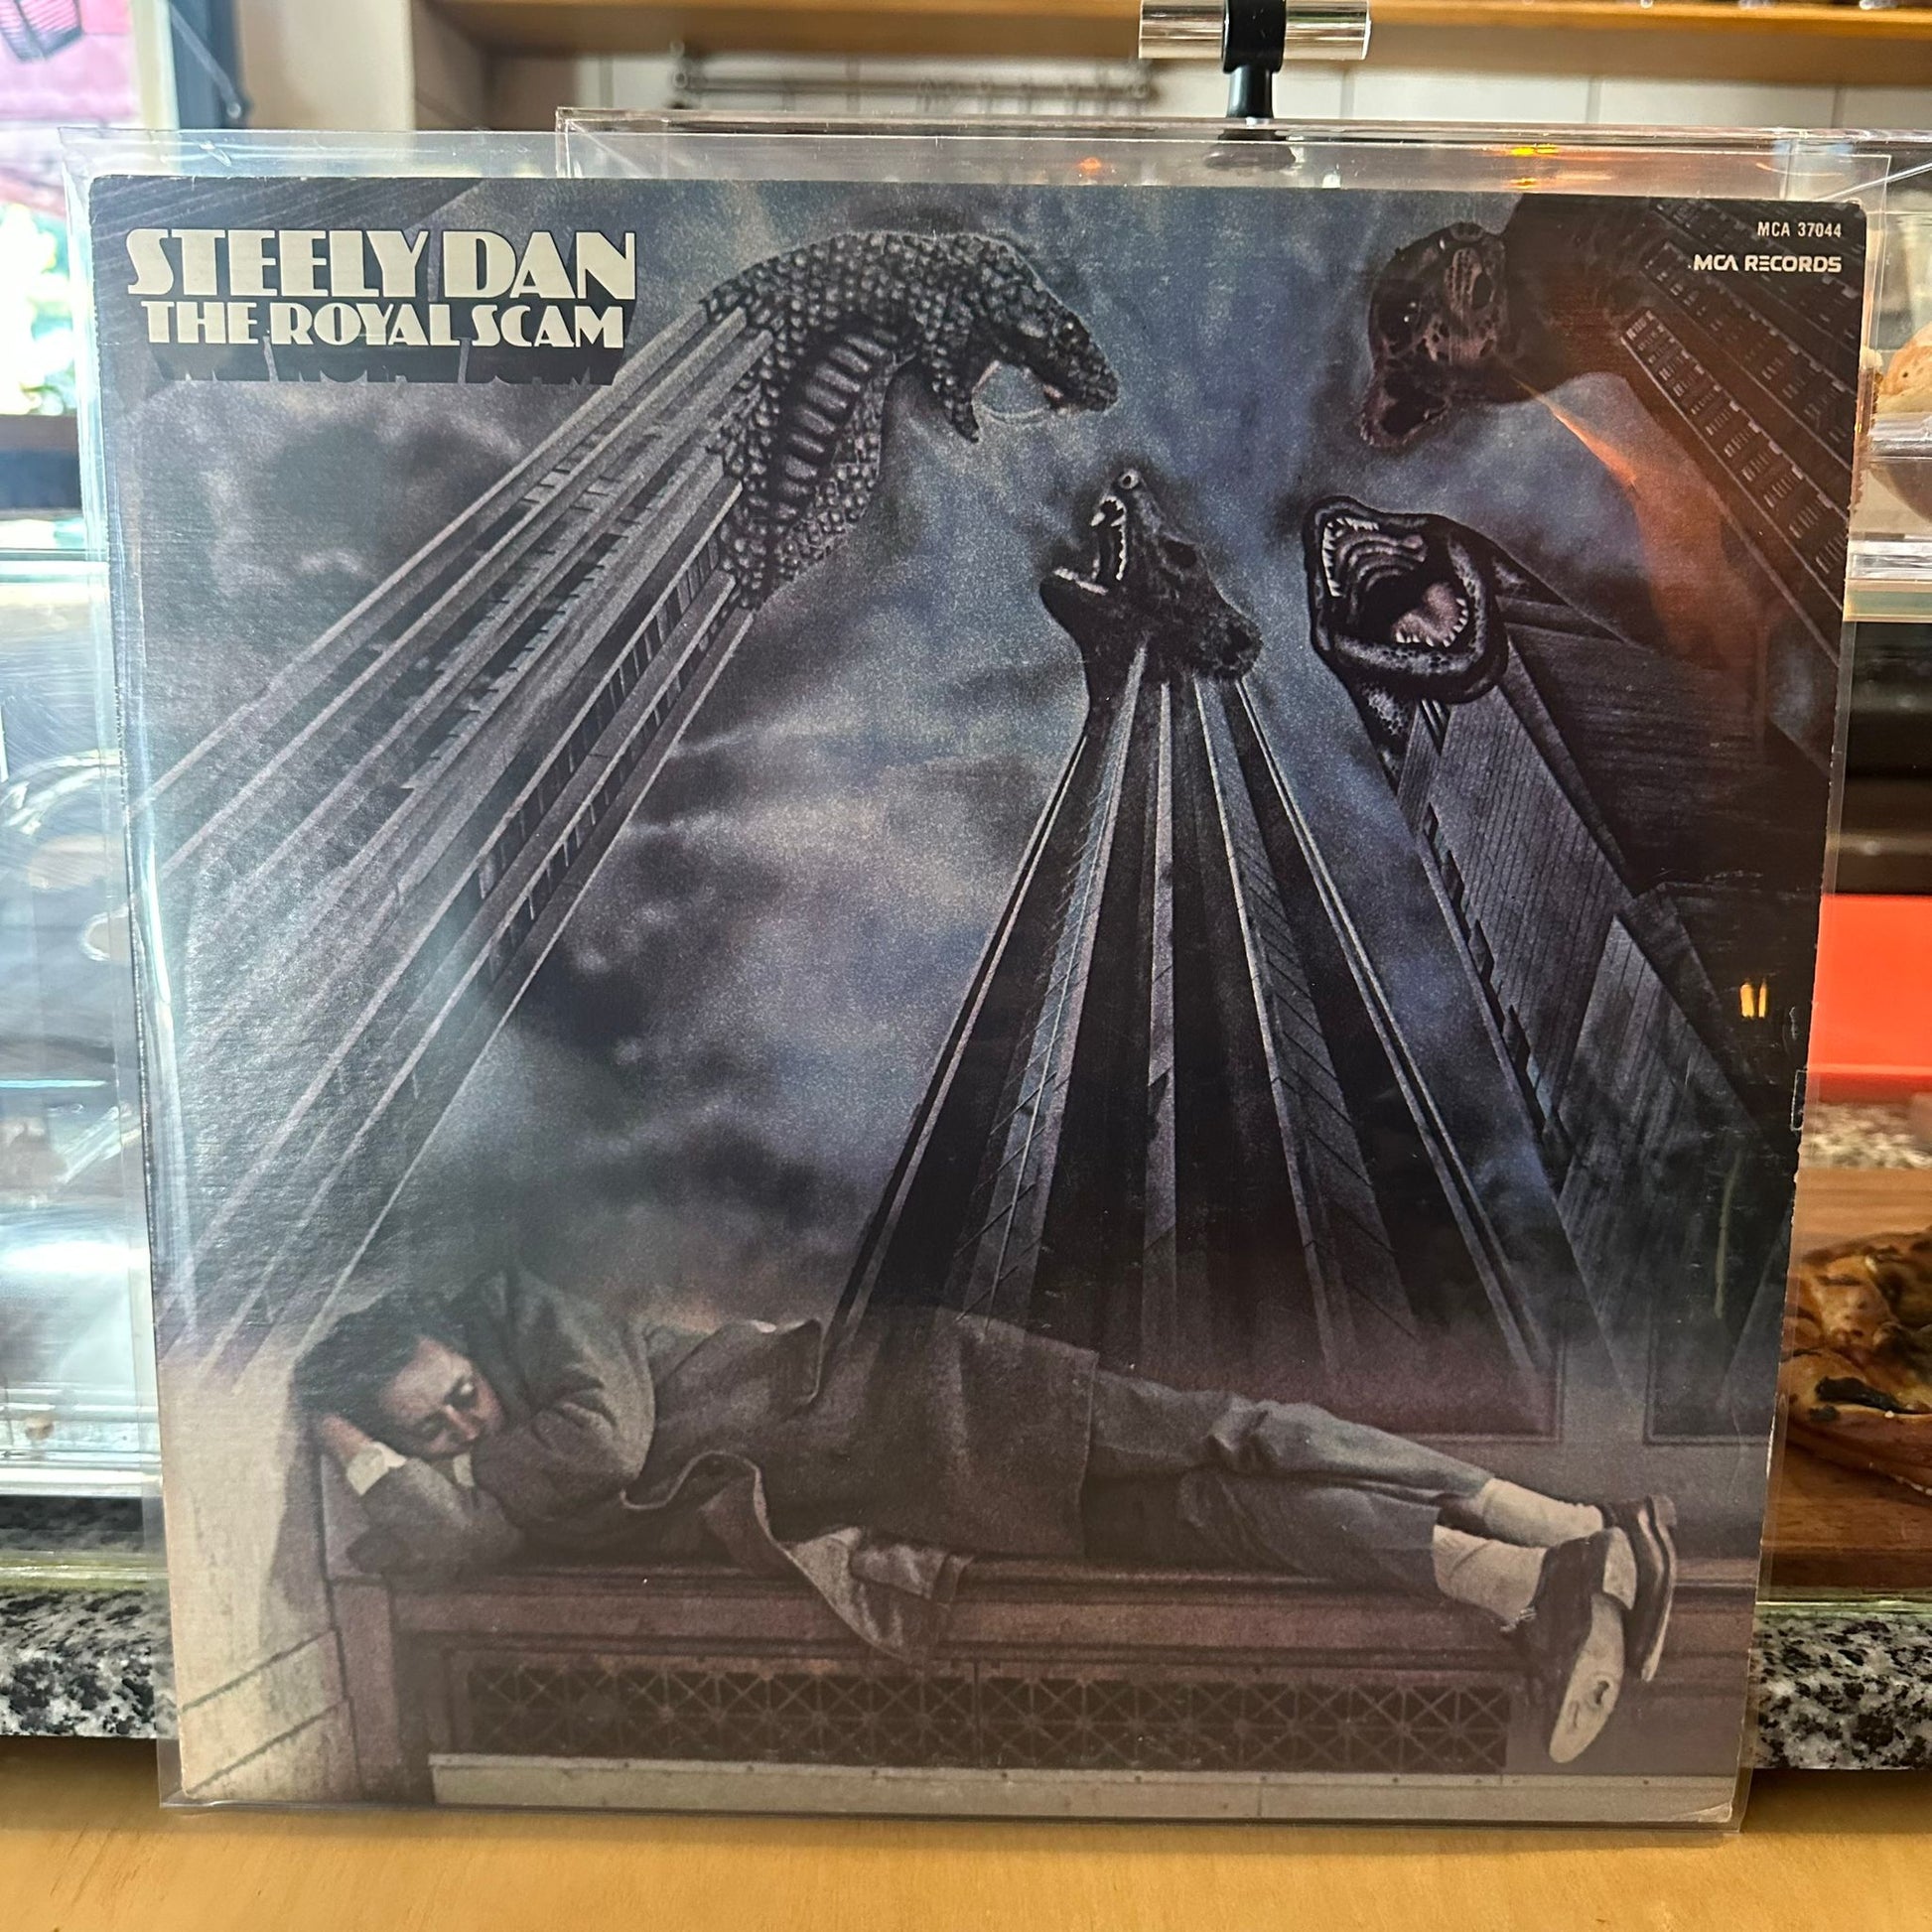 STEELY DAN
THE ROYAL SCAM
MCA 37044
MCA RECORDS